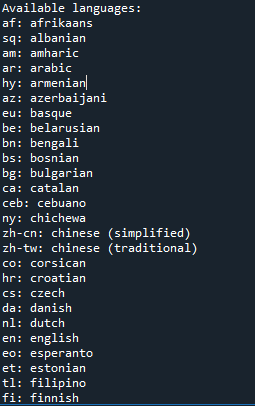 Available languages:
af: afrikaans
sq: albanian
am: amharic
ar: arabic
hy: armenian
az: azerbaijani
eu: basque
be: belarusian
bn: bengali
bs: bosnian
bg: bulgarian
ca: catalan
ceb: cebuano
ny: chichewa
zh-cn: chinese (simplified)
zh-tw: chinese (traditional)
co: corsican
hr: croatian
cs: czech
da: danish
nl: dutch
en: english
eo: esperanto
et: estonian
tl: filipino
fi: finnish